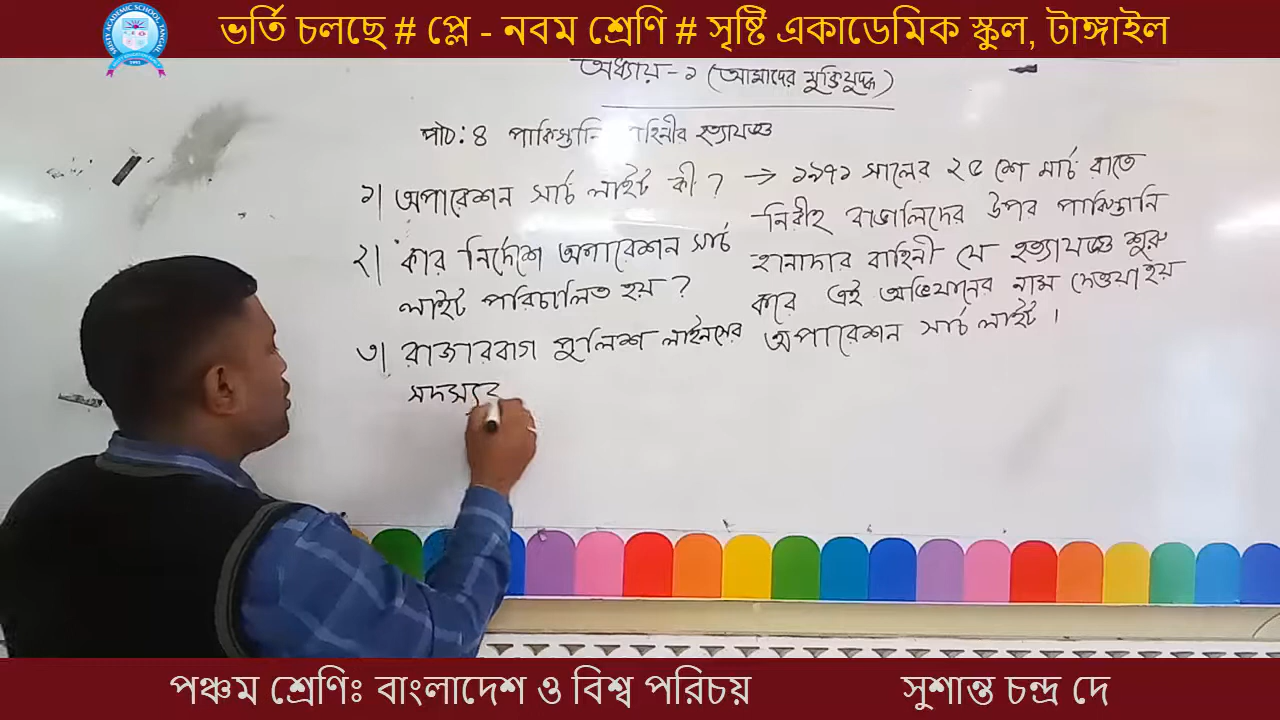 ভর্তি চলছে # প্লে - নবম শ্রেণি # সৃষ্টি একাডেমিক স্কুল, টাঙ্গাইল
অধ্যায় - ১ (আমাদের মুক্তিযুদ্ধ)
পাঠ: ৪ পাকিস্তানি বাহিনীর হত্যাযজ্ঞ
১| অপারেশন সার্চ লাইট কী ? → ১৯৭১ সালের ২৫ শে মার্চ রাতে
নিরীহ বাঙালিদের উপর পাকিস্তানি
২| কার নির্দেশে অপারেশন সার্চ হানাদার বাহিনী যে হত্যাযজ্ঞ শুরু
লাইট পরিচালিত হয় ? করে এই অভিযানের নাম দেওয়া হয়
৩| রাজারবাগ পুলিশ লাইনসের অপারেশন সার্চ লাইট ।
সদস্যর
পঞ্চম শ্রেণিঃ বাংলাদেশ ও বিশ্ব পরিচয় সুশান্ত চন্দ্র দে